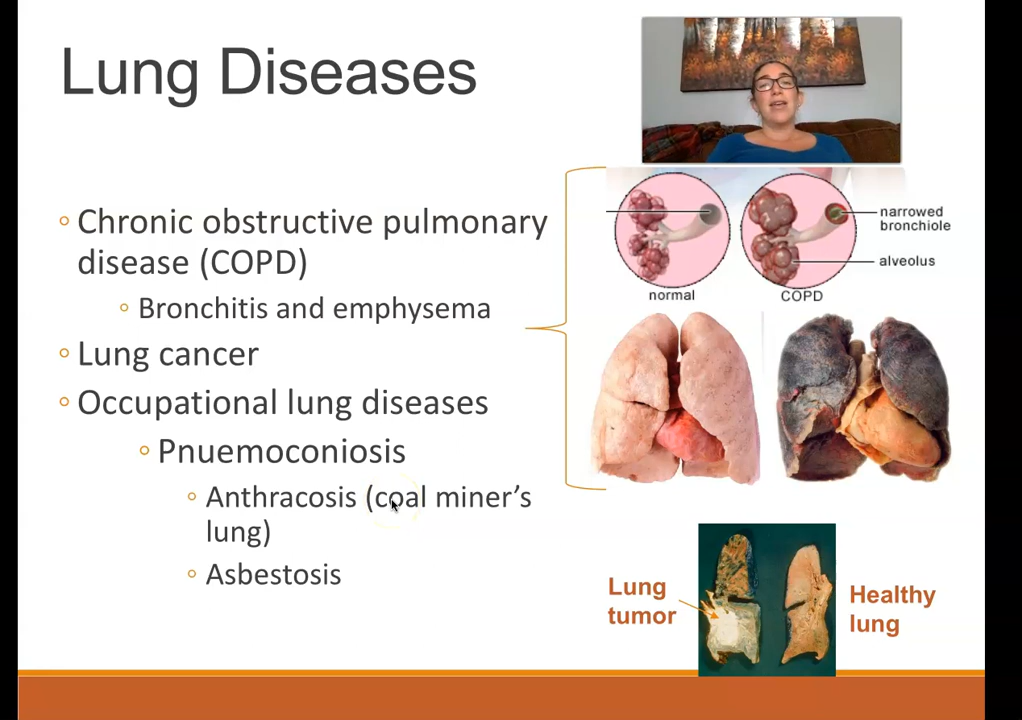 Lung Diseases
Chronic obstructive pulmonary
disease (COPD)
Bronchitis and emphysema
Lung cancer
Occupational lung diseases
Pnuemoconiosis
Anthracosis (coal miner’s
lung)
Asbestosis
narrowed
bronchiole
alveolus
normal
COPD
Lung
tumor
Healthy
lung